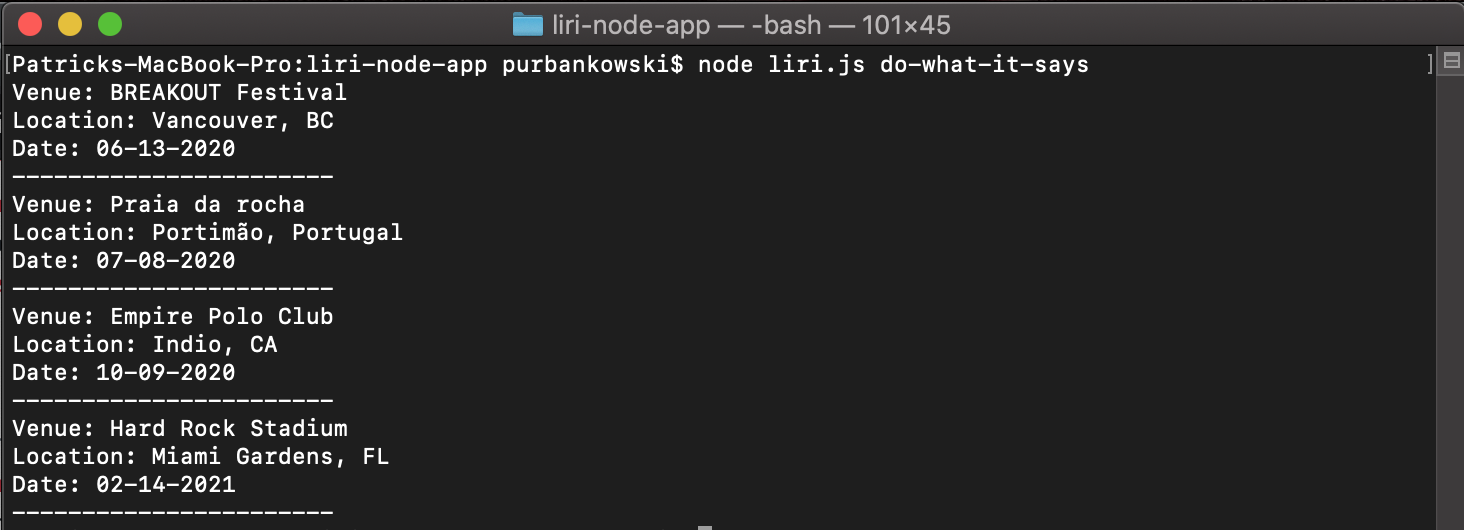 liri-node-app — -bash — 101×45
[Patricks-MacBook-Pro:liri-node-app purbankowski$ node liri.js do-what-it-says ]
Venue: BREAKOUT Festival
Location: Vancouver, BC
Date: 06-13-2020
-----------------------
Venue: Praia da rocha
Location: Portimão, Portugal
Date: 07-08-2020
-----------------------
Venue: Empire Polo Club
Location: Indio, CA
Date: 10-09-2020
-----------------------
Venue: Hard Rock Stadium
Location: Miami Gardens, FL
Date: 02-14-2021
-----------------------